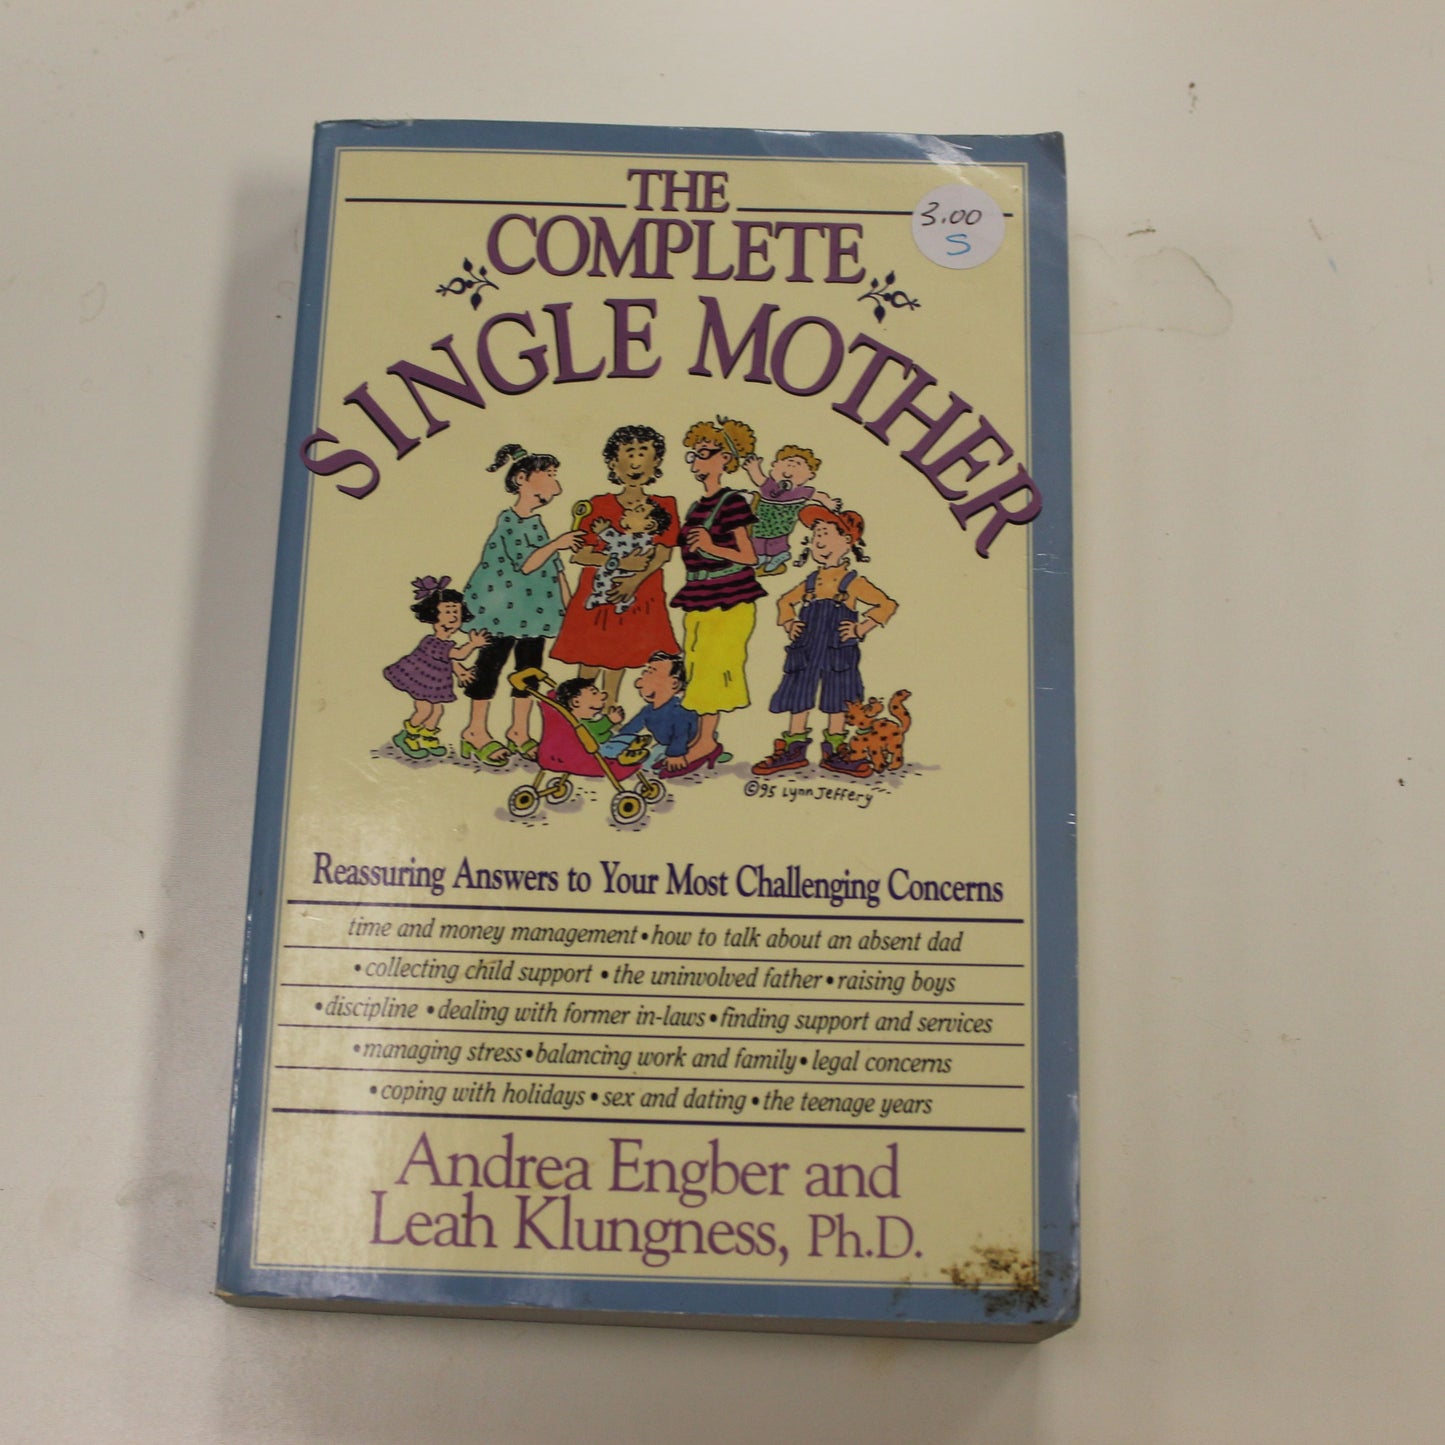 THE
COMPLETE
SINGLE MOTHER
3.00
S
©95 Lynn Jeffery
Reassuring Answers to Your Most Challenging Concerns
time and money management • how to talk about an absent dad
• collecting child support • the uninvolved father • raising boys
• discipline • dealing with former in-laws • finding support and services
• managing stress • balancing work and family • legal concerns
• coping with holidays • sex and dating • the teenage years
Andrea Engber and
Leah Klungness, Ph.D.